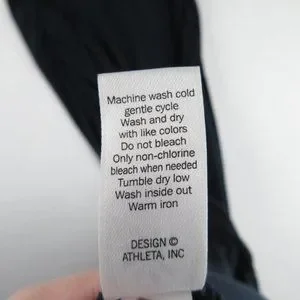 Machine wash cold
gentle cycle
Wash and dry
with like colors
Do not bleach
Only non-chlorine
bleach when needed
Tumble dry low
Wash inside out
Warm iron
DESIGN ©
ATHLETA, INC